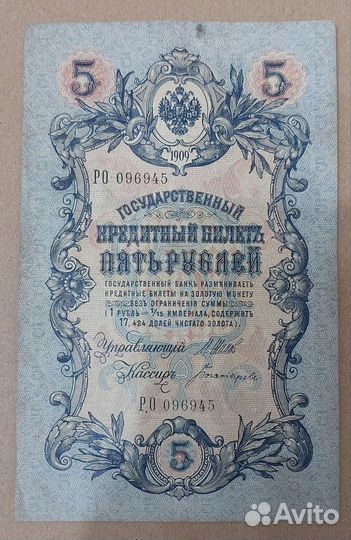 5 5
1909
РО 096945
ГОСУДАРСТВЕННЫЙ
КРЕДИТНЫЙ БИЛЕТЪ
ПЯТЬ РУБЛЕЙ
ГОСУДАРСТВЕННЫЙ БАНКЪ РАЗМѢНИВАЕТЪ
КРЕДИТНЫЕ БИЛЕТЫ НА ЗОЛОТУЮ МОНЕТУ
БЕЗЪ ОГРАНИЧЕНІЯ СУММЫ
(1 РУБЛЬ = 1/15 ИМПЕРІАЛА, СОДЕРЖИТЪ
17,424 ДОЛЕЙ ЧИСТАГО ЗОЛОТА)
Управляющій И. Шиповъ
Кассиръ Богатыревъ
РО 096945
5
Avito